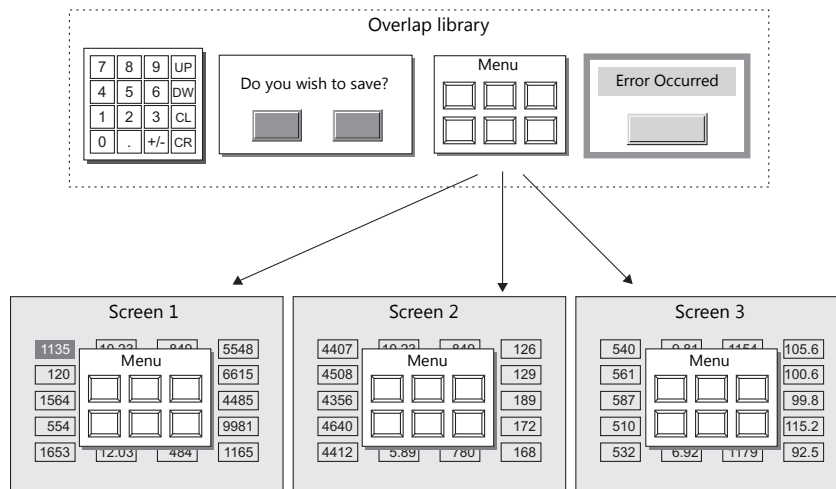 Overlap library
7 8 9 UP
4 5 6 DW
1 2 3 CL
0 . +/- CR
Do you wish to save?
Menu
Error Occurred
Screen 1
1135 5548
Menu
120 6615
1564 4485
554 9981
1653 12.03 484 1165
Screen 2
4407 126
Menu
4508 129
4356 189
4640 172
4412 5.89 780 168
Screen 3
540 105.6
Menu
561 100.6
587 99.8
510 115.2
532 6.92 1179 92.5